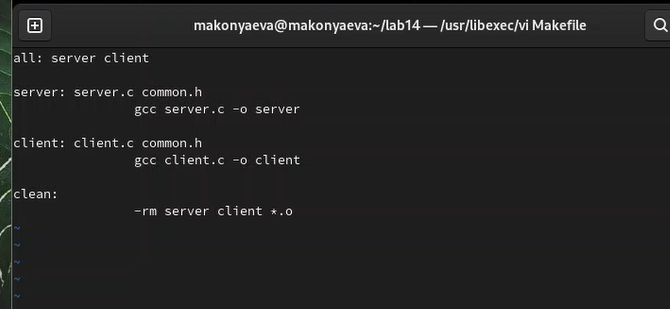 makonyaeva@makonyaeva:~/lab14 — /usr/libexec/vi Makefile
all: server client
server: server.c common.h
gcc server.c -o server
client: client.c common.h
gcc client.c -o client
clean:
-rm server client *.o
~
~
~
~
~